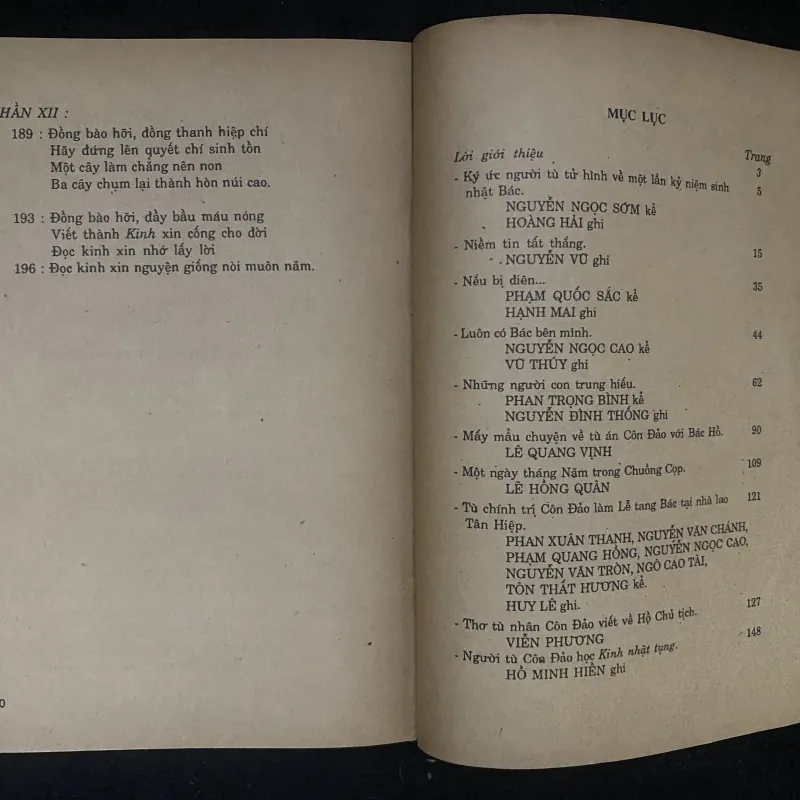 HẦN XII :
189 : Đồng bào hỡi, đồng thanh hiệp chí
Hãy đứng lên quyết chí sinh tồn
Một cây làm chẳng nên non
Ba cây chụm lại thành hòn núi cao.
193 : Đồng bào hỡi, đầy bầu máu nóng
Viết thành Kinh xin cống cho đời
Đọc kinh xin nhớ lấy lời
196 : Đọc kinh xin nguyện giống nòi muôn năm.
0
MỤC LỤC
Lời giới thiệu Trang
3
- Ký ức người tù tử hình về một lần kỷ niệm sinh
nhật Bác. 5
NGUYỄN NGỌC SỚM kể
HOÀNG HẢI ghi
- Niềm tin tất thắng. 15
NGUYỄN VŨ ghi
- Nếu bị điên... 35
PHẠM QUỐC SẮC kể
HẠNH MAI ghi
- Luôn có Bác bên mình. 44
NGUYỄN NGỌC CAO kể
VŨ THÚY ghi
- Những người con trung hiếu. 62
PHAN TRỌNG BÌNH kể
NGUYỄN ĐÌNH THỐNG ghi
- Mấy mẩu chuyện về tù án Côn Đảo với Bác Hồ. 90
LÊ QUANG VỊNH
- Một ngày tháng Năm trong Chuồng Cọp. 109
LÊ HỒNG QUÂN
- Tù chính trị Côn Đảo làm Lễ tang Bác tại nhà lao 121
Tân Hiệp.
PHAN XUÂN THANH, NGUYỄN VĂN CHÁNH,
PHẠM QUANG HỒNG, NGUYỄN NGỌC CAO,
NGUYỄN VĂN TRÒN, NGÔ CAO TÀI,
TÔN THẤT HƯƠNG kể.
HUY LÊ ghi.
- Thơ tù nhân Côn Đảo viết về Hồ Chủ tịch. 127
VIỄN PHƯƠNG
- Người tù Côn Đảo học Kinh nhật tụng. 148
HỒ MINH HIỀN ghi